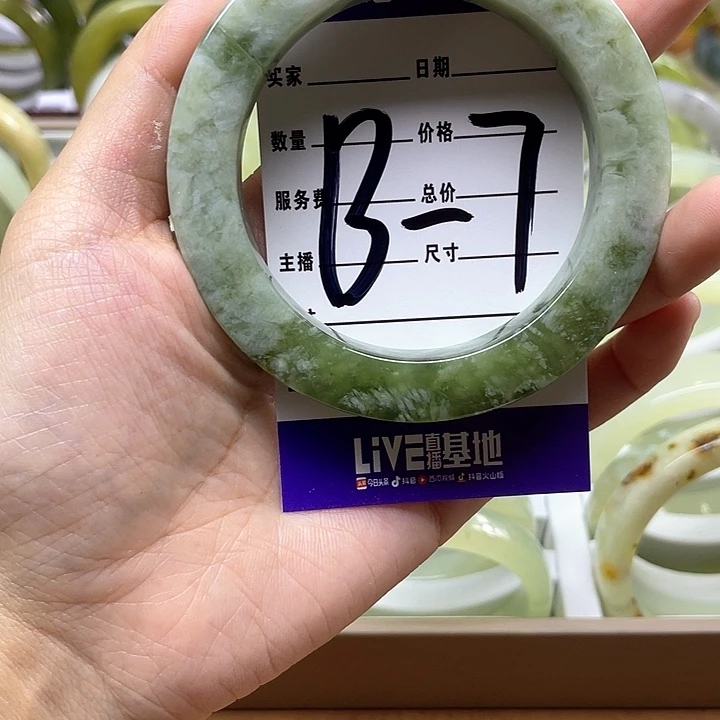 买家 日期
数量 价格
服务费 总价
主播 尺寸
B-7
LiVE直播基地
今日头条 抖音 西瓜视频 抖音火山版